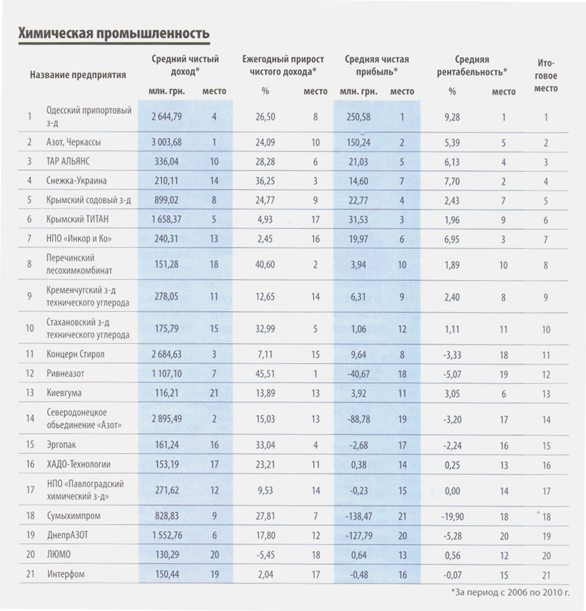 Химическая промышленность
Название предприятия Средний чистый доход* Ежегодный прирост чистого дохода* Средняя чистая прибыль* Средняя рентабельность* Итоговое место
млн. грн. место % место млн. грн. место % место
1 Одесский припортовый з-д 2 644,79 4 26,50 8 250,58 1 9,28 1 1
2 Азот, Черкассы 3 003,68 1 24,09 10 150,24 2 5,39 5 2
3 ТАР АЛЬЯНС 336,04 10 28,28 6 21,03 5 6,13 4 3
4 Снежка-Украина 210,11 14 36,25 3 14,60 7 7,70 2 4
5 Крымский содовый з-д 899,02 8 24,77 9 22,77 4 2,43 7 5
6 Крымский ТИТАН 1 658,37 5 4,93 17 31,53 3 1,96 9 6
7 НПО «Инкор и Ко» 240,31 13 2,45 16 19,97 6 6,95 3 7
8 Перечинский лесохимкомбинат 151,28 18 40,60 2 3,94 10 1,89 10 8
9 Кременчугский з-д технического углерода 278,05 11 12,65 14 6,31 9 2,40 8 9
10 Стахановский з-д технического углерода 175,79 15 32,99 5 1,06 12 1,11 11 10
11 Концерн Стирол 2 684,63 3 7,11 15 9,64 8 -3,33 18 11
12 Ривнеазот 1 107,10 7 45,51 1 -40,67 18 -5,07 19 12
13 Киевгума 116,21 21 13,89 13 3,92 11 3,05 6 13
14 Северодонецкое обьединение «Азот» 2 895,49 2 15,03 13 -88,78 19 -3,20 17 14
15 Эргопак 161,24 16 33,04 4 -2,68 17 -2,24 16 15
16 ХАДО-Технологии 153,19 17 23,21 11 0,38 14 0,25 13 16
17 НПО «Павлоградский химический з-д» 271,62 12 9,53 14 -0,23 15 0,00 14 17
18 Сумыхимпром 828,83 9 27,81 7 -138,47 21 -19,90 18 * 18
19 ДнепрАЗОТ 1 552,76 6 17,80 12 -127,79 20 -5,28 20 19
20 ЛЮМО 130,29 20 -5,45 18 0,64 13 0,56 12 20
21 Интерфом 150,44 19 2,04 17 -0,48 16 -0,07 15 21
*За период с 2006 по 2010 г.